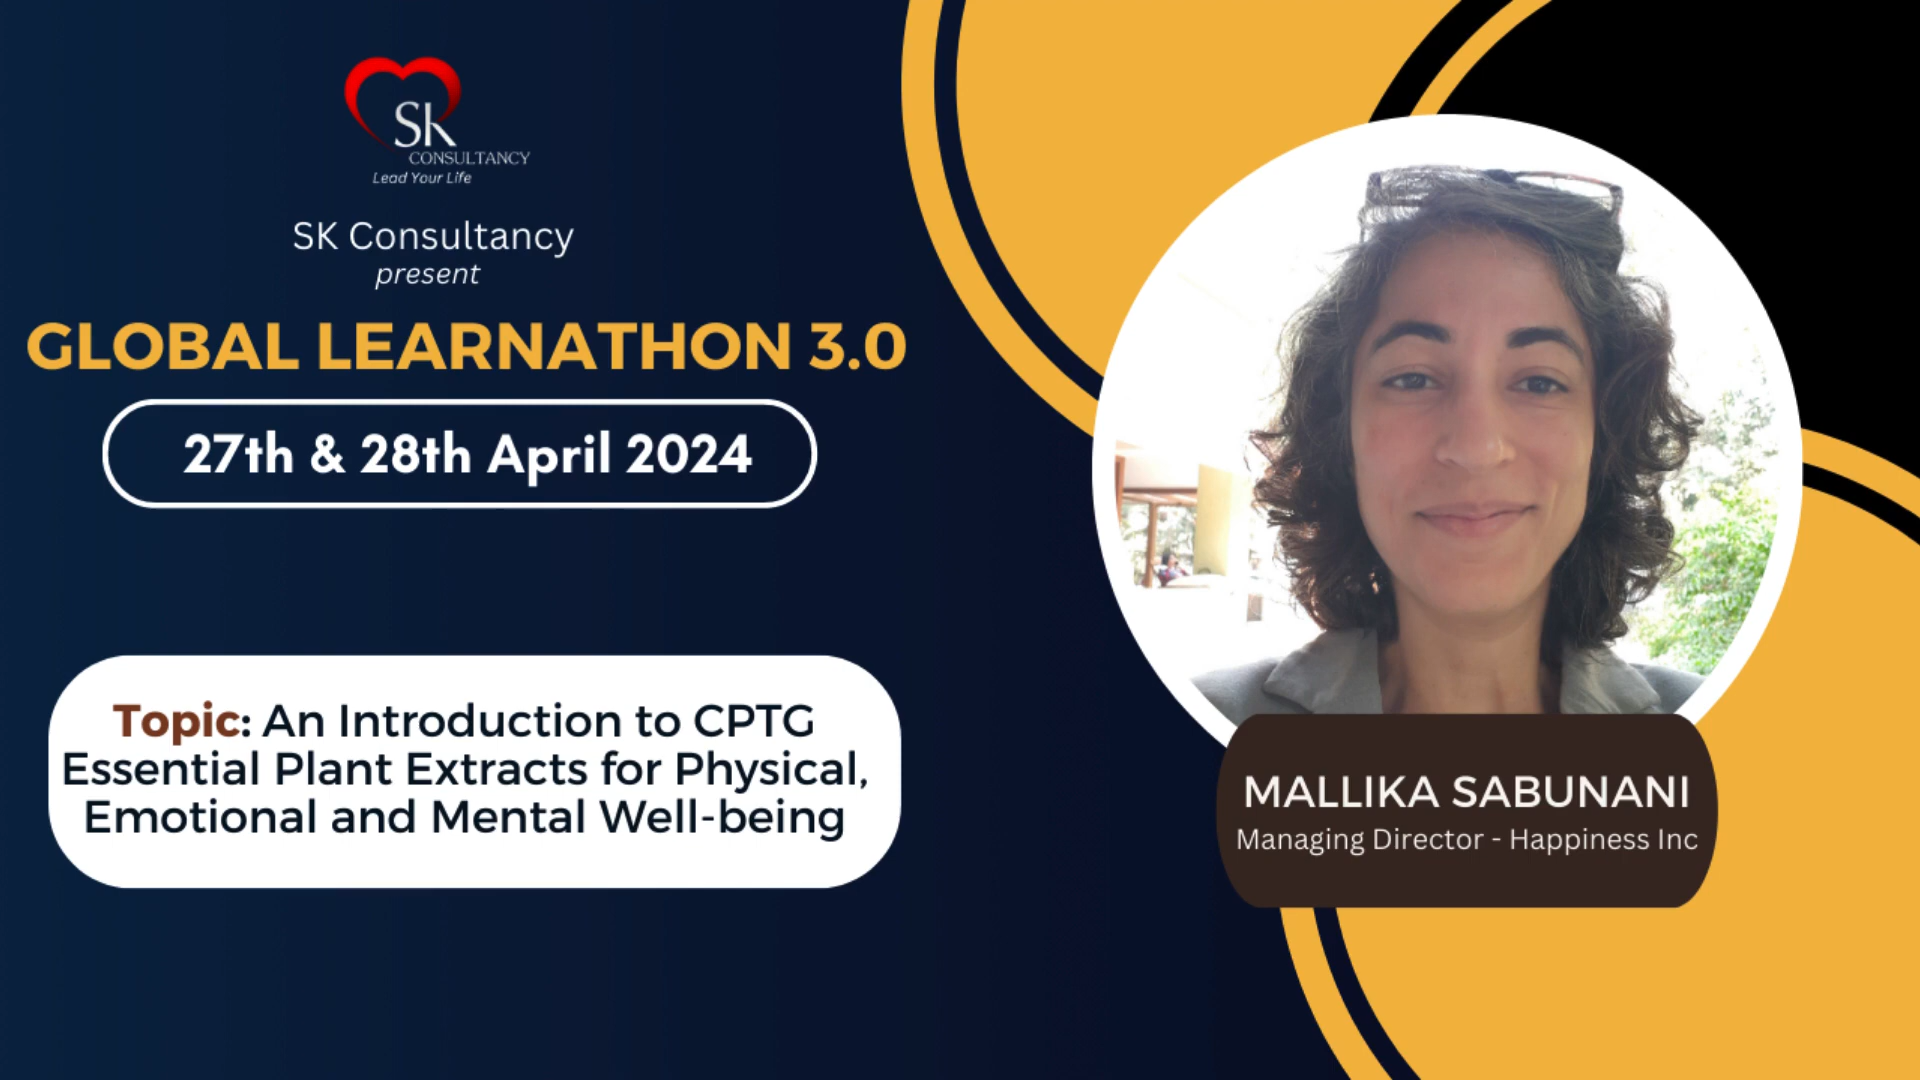 Sk
CONSULTANCY
Lead Your Life
SK Consultancy
present
GLOBAL LEARNATHON 3.0
27th & 28th April 2024
Topic: An Introduction to CPTG
Essential Plant Extracts for Physical,
Emotional and Mental Well-being
MALLIKA SABUNANI
Managing Director - Happiness Inc